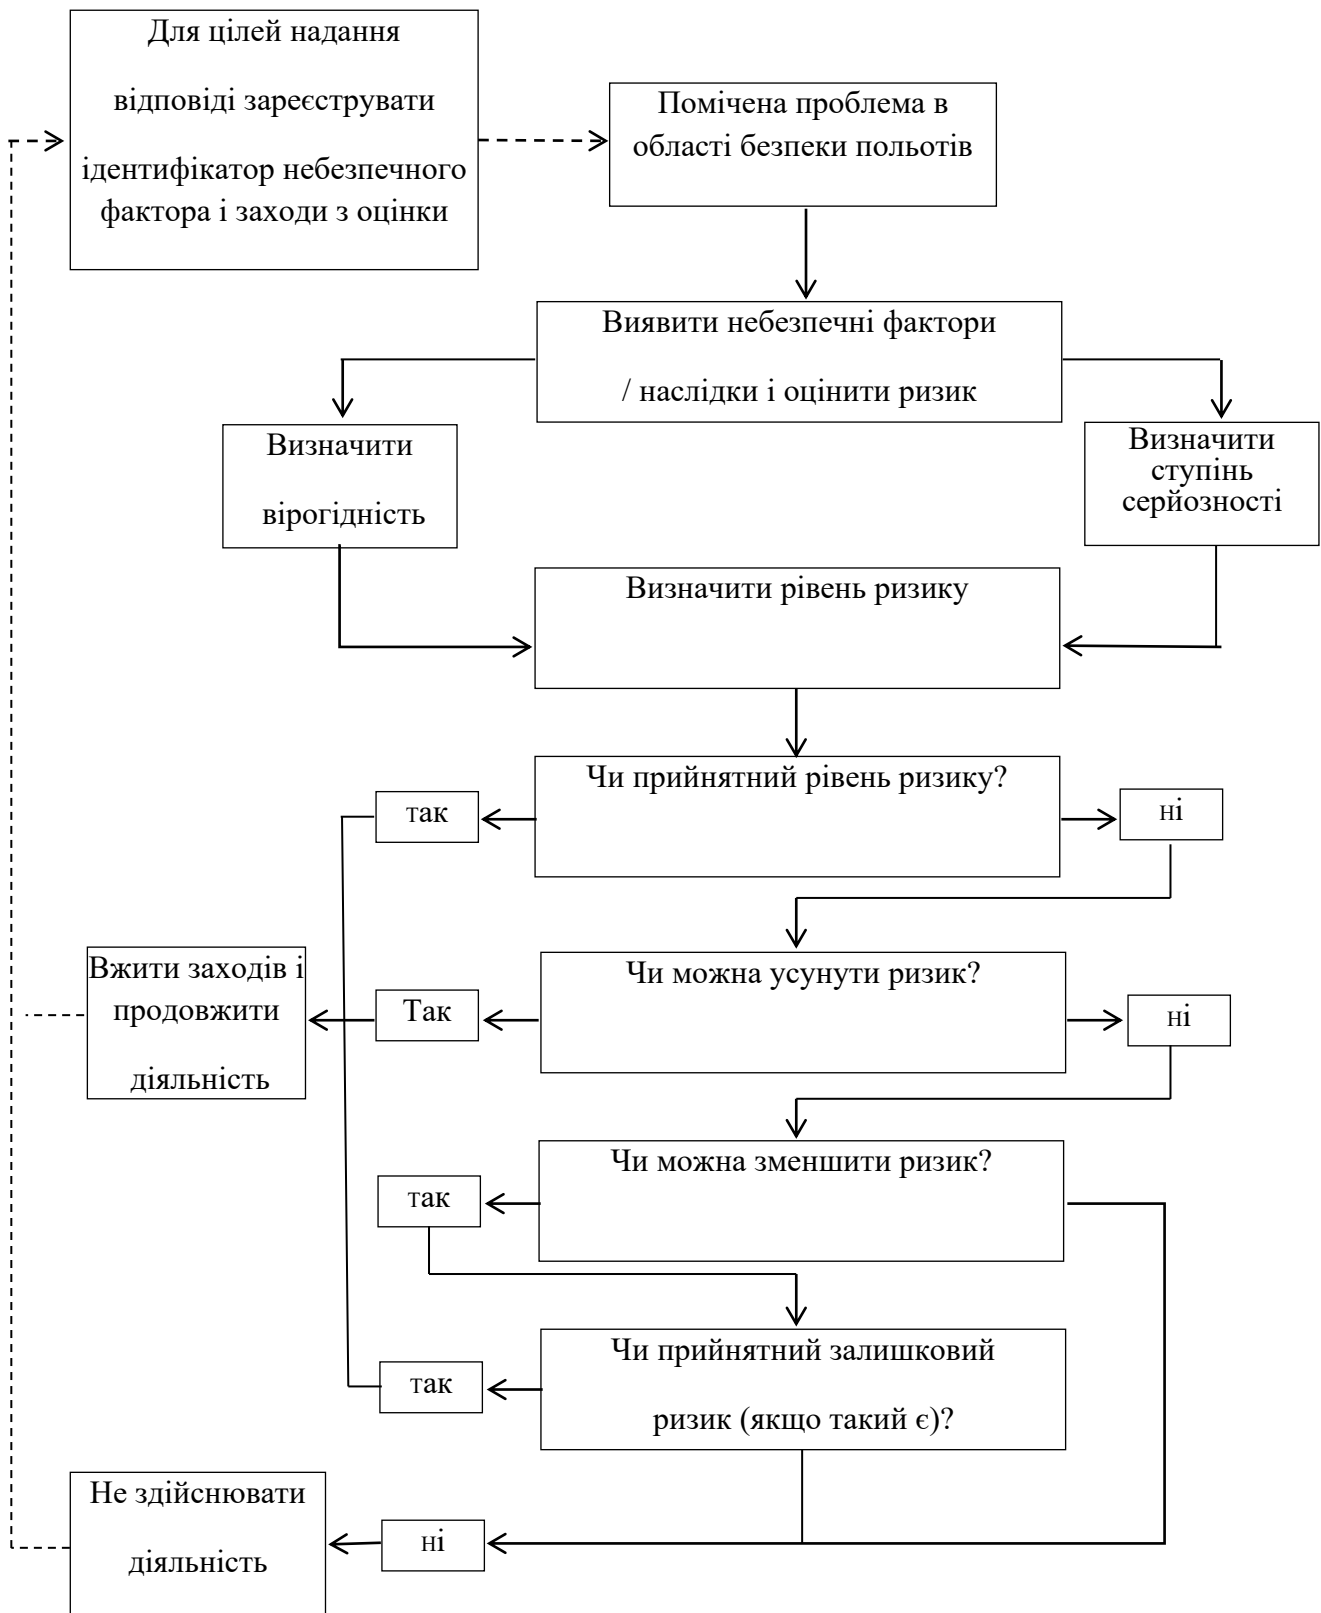 Для цілей надання
відповіді зареєструвати
ідентифікатор небезпечного
фактора і заходи з оцінки
Помічена проблема в
області безпеки польотів
Виявити небезпечні фактори
/ наслідки і оцінити ризик
Визначити
вірогідність
Визначити
ступінь
серйозності
Визначити рівень ризику
Чи прийнятний рівень ризику?
так
ні
Вжити заходів і
продовжити
діяльність
Так
Чи можна усунути ризик?
ні
Чи можна зменшити ризик?
так
Чи прийнятний залишковий
ризик (якщо такий є)?
так
Не здійснювати
діяльність
ні